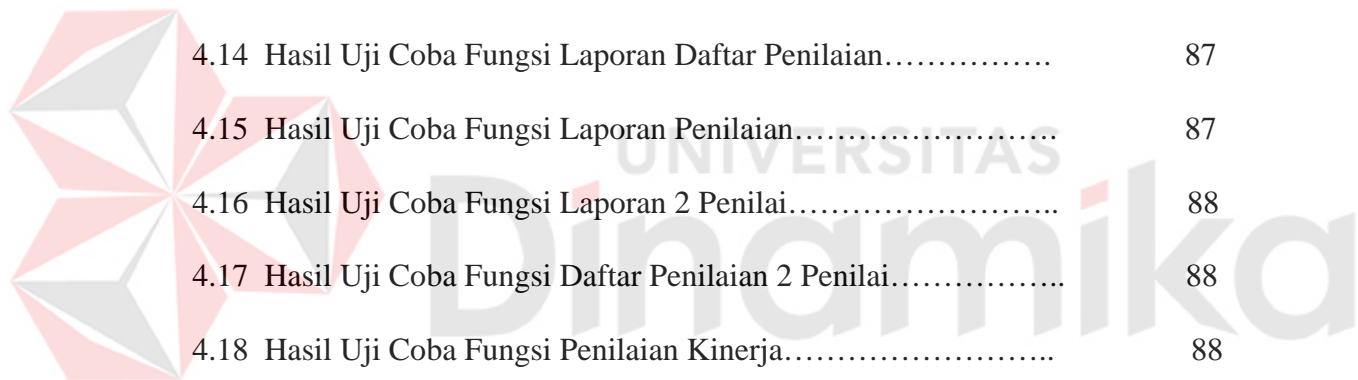 4.14 Hasil Uji Coba Fungsi Laporan Daftar Penilaian……………. 87
4.15 Hasil Uji Coba Fungsi Laporan Penilaian……………………. 87
UNIVERSITAS
4.16 Hasil Uji Coba Fungsi Laporan 2 Penilai…………………….. 88
Dinamika
4.17 Hasil Uji Coba Fungsi Daftar Penilaian 2 Penilai…………….. 88
4.18 Hasil Uji Coba Fungsi Penilaian Kinerja…………………….. 88